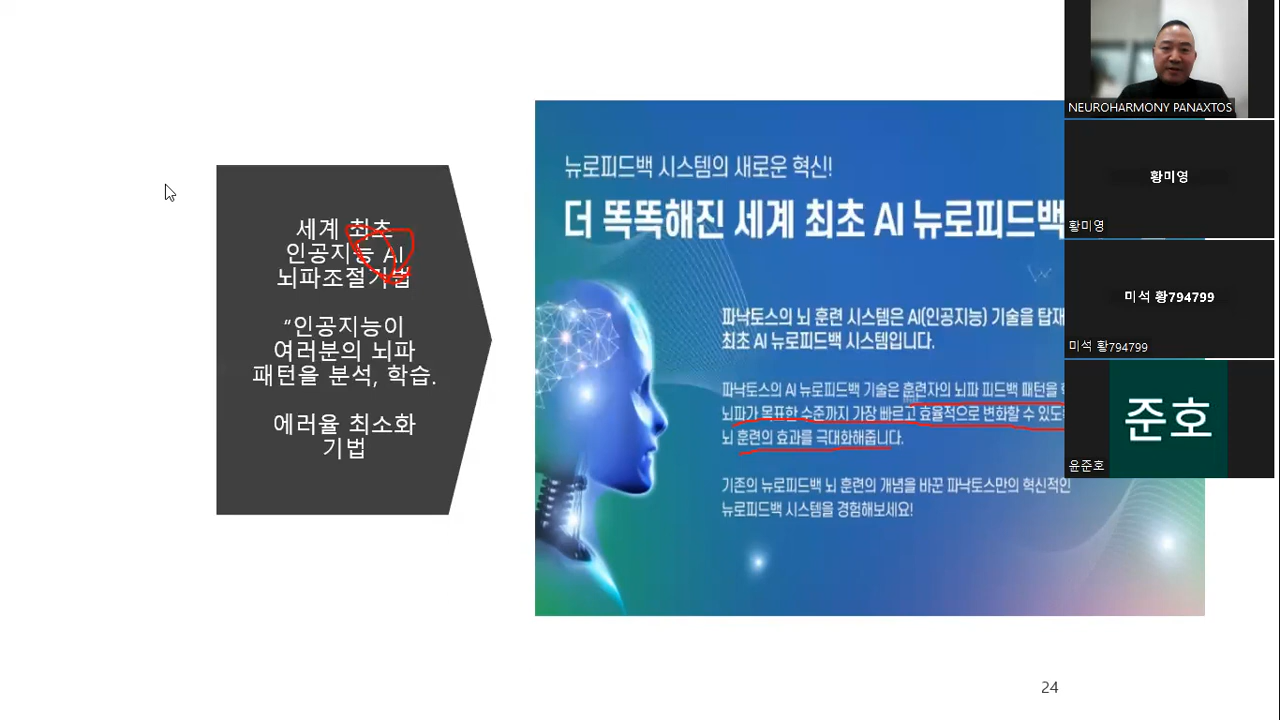 세계 최초
인공지능 AI
뇌파조절기법
“인공지능이
여러분의 뇌파
패턴을 분석, 학습.
에러율 최소화
기법
뉴로피드백 시스템의 새로운 혁신!
더 똑똑해진 세계 최초 AI 뉴로피드백
파낙토스의 뇌 훈련 시스템은 AI(인공지능) 기술을 탑재
최초 AI 뉴로피드백 시스템입니다.
파낙토스의 AI 뉴로피드백 기술은 훈련자의 뇌파 피드백 패턴을
뇌파가 목표한 수준까지 가장 빠르고 효율적으로 변화할 수
뇌 훈련의 효과를 극대화해줍니다.
기존의 뉴로피드백 뇌 훈련의 개념을 바꾼 파낙토스만의 혁신적인
뉴로피드백 시스템을 경험해보세요!
24
NEUROHARMONY PANAXTOS
황미영
황미영
미석 황794799
미석 황794799
준호
윤준호